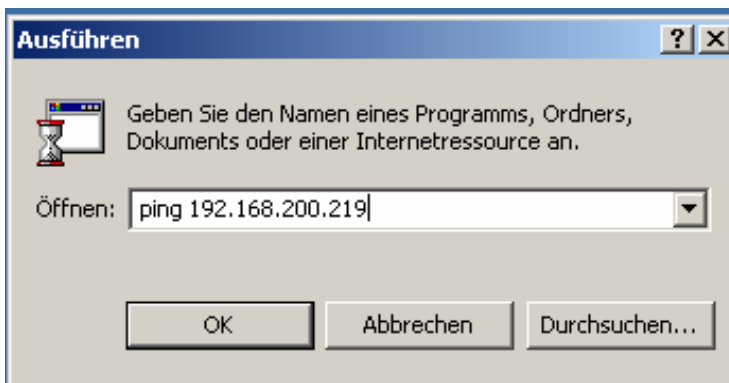 Ausführen
Geben Sie den Namen eines Programms, Ordners,
Dokuments oder einer Internetressource an.
Öffnen: ping 192.168.200.219
OK Abbrechen Durchsuchen...